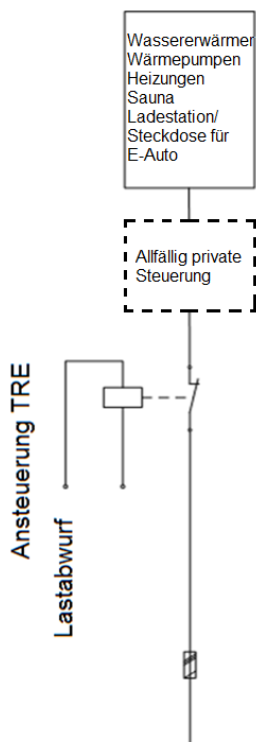 Wassererwärmer
Wärmepumpen
Heizungen
Sauna
Ladestation/
Steckdose für
E-Auto
Allfällig private
Steuerung
Ansteuerung TRE
Lastabwurf